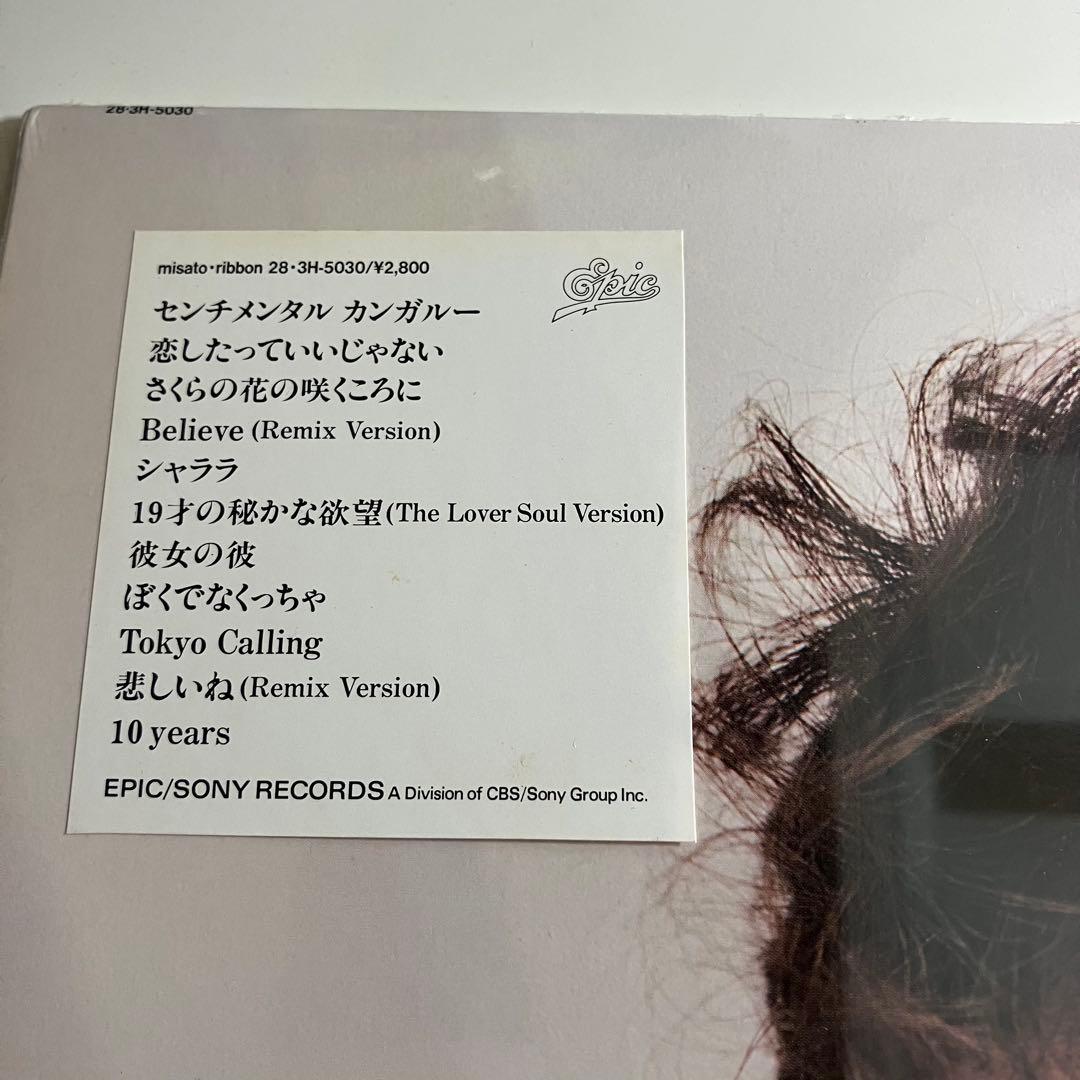 28·3H-5030
misato・ribbon 28・3H-5030/¥2,800
Epic
センチメンタル カンガルー
恋したっていいじゃない
さくらの花の咲くころに
Believe (Remix Version)
シャララ
19才の秘かな欲望 (The Lover Soul Version)
彼女の彼
ぼくでなくっちゃ
Tokyo Calling
悲しいね (Remix Version)
10 years
EPIC/SONY RECORDS A Division of CBS/Sony Group Inc.